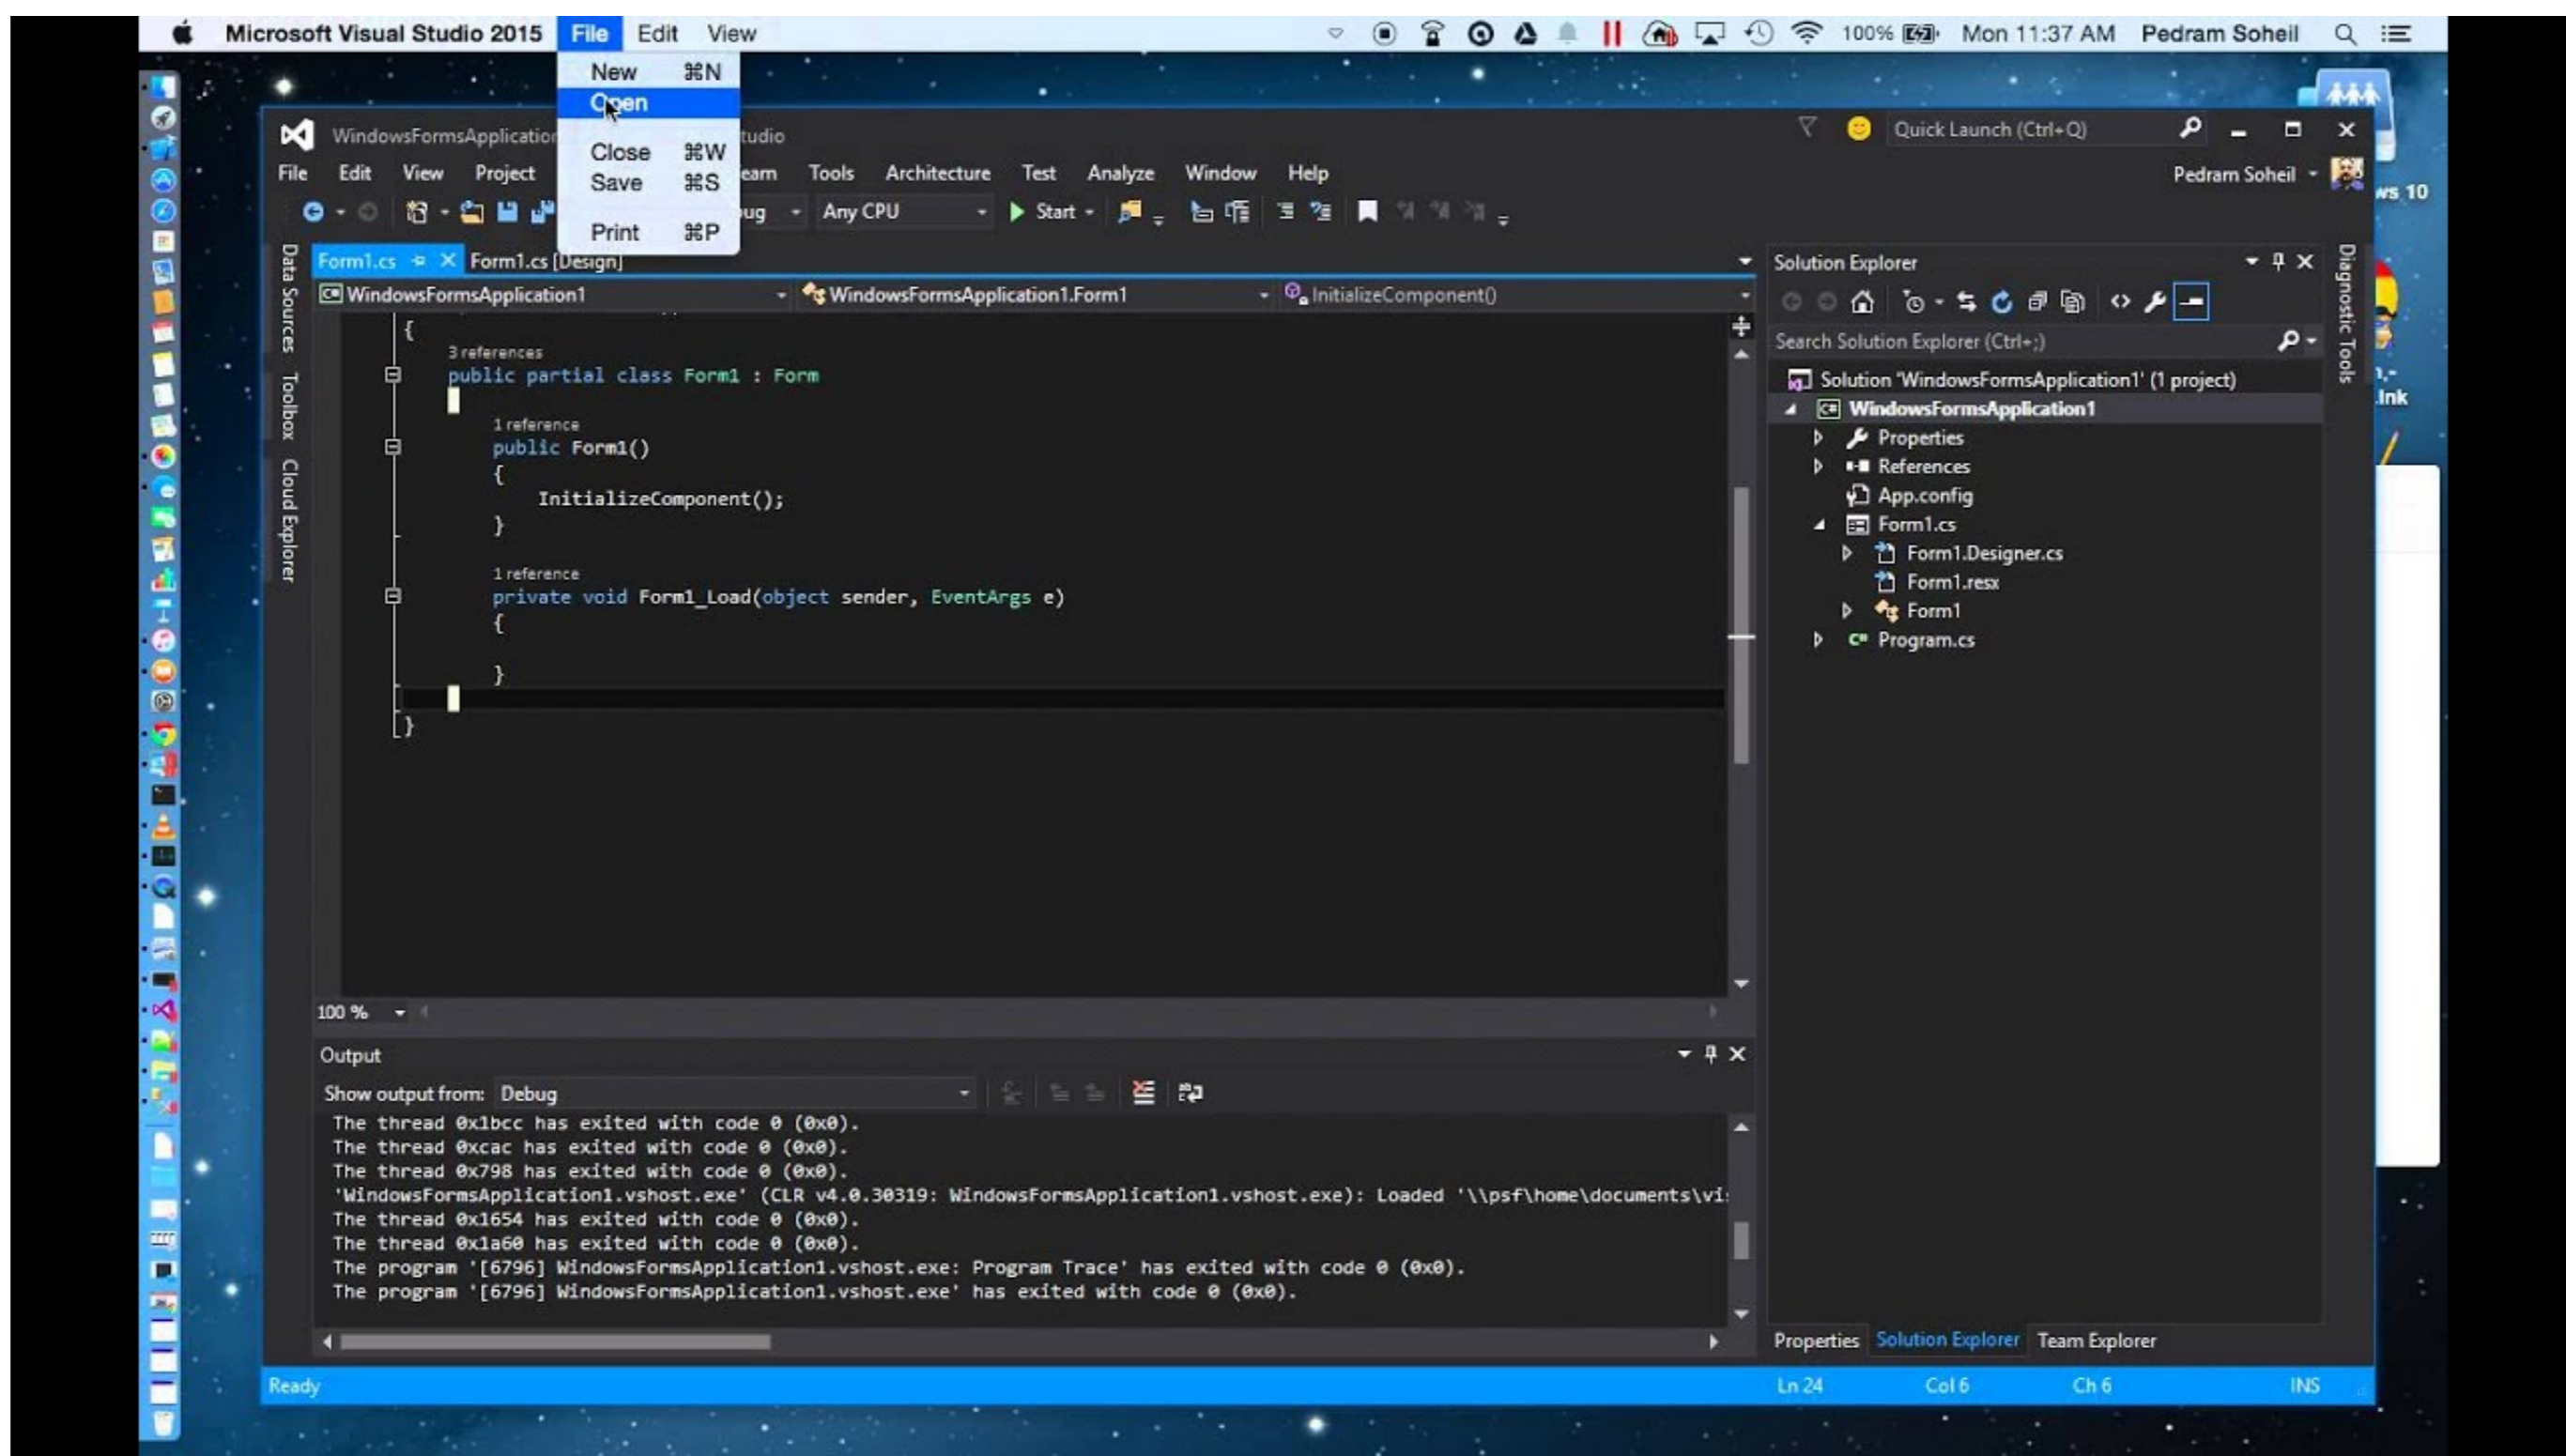 Microsoft Visual Studio 2015 File Edit View 100% Mon 11:37 AM Pedram Soheil
New ⌘N
Open
Close ⌘W
Save ⌘S
Print ⌘P
WindowsFormsApplication tudio Quick Launch (Ctrl+Q)
File Edit View Project eam Tools Architecture Test Analyze Window Help Pedram Soheil
ws 10
ug Any CPU Start
Data Sources
Toolbox
Cloud Explorer
Form1.cs Form1.cs [Design]
WindowsFormsApplication1 WindowsFormsApplication1.Form1 InitializeComponent()
{
3 references
public partial class Form1 : Form
1 reference
public Form1()
{
InitializeComponent();
}
1 reference
private void Form1_Load(object sender, EventArgs e)
{
}
}
100 %
Output
Show output from: Debug
The thread 0x1bcc has exited with code 0 (0x0).
The thread 0xcac has exited with code 0 (0x0).
The thread 0x798 has exited with code 0 (0x0).
'WindowsFormsApplication1.vshost.exe' (CLR v4.0.30319: WindowsFormsApplication1.vshost.exe): Loaded '\\psf\home\documents\vi
The thread 0x1654 has exited with code 0 (0x0).
The thread 0x1a60 has exited with code 0 (0x0).
The program '[6796] WindowsFormsApplication1.vshost.exe: Program Trace' has exited with code 0 (0x0).
The program '[6796] WindowsFormsApplication1.vshost.exe' has exited with code 0 (0x0).
Solution Explorer
Search Solution Explorer (Ctrl+;)
Solution 'WindowsFormsApplication1' (1 project)
WindowsFormsApplication1
Properties
References
App.config
Form1.cs
Form1.Designer.cs
Form1.resx
Form1
Program.cs
Properties Solution Explorer Team Explorer
Diagnostic Tools
.lnk
Ready Ln 24 Col 6 Ch 6 INS